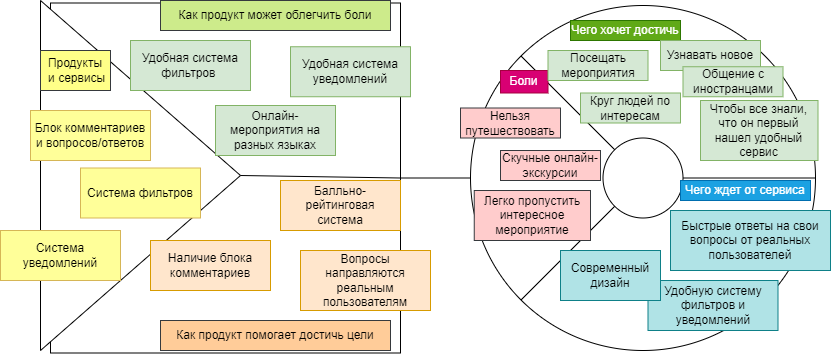 Как продукт может облегчить боли
Продукты
и сервисы
Удобная система
фильтров
Удобная система
уведомлений
Блок комментариев
и вопросов/ответов
Онлайн-
мероприятия на
разных языках
Система фильтров
Балльно-
рейтинговая
система
Система
уведомлений
Наличие блока
комментариев
Вопросы
направляются
реальным
пользователям
Как продукт помогает достичь цели
Чего хочет достичь
Боли
Посещать
мероприятия
Узнавать новое
Общение с
иностранцами
Круг людей по
интересам
Чтобы все знали,
что он первый
нашел удобный
сервис
Нельзя
путешествовать
Скучные онлайн-
экскурсии
Легко пропустить
интересное
мероприятие
Чего ждет от сервиса
Быстрые ответы на свои
вопросы от реальных
пользователей
Современный
дизайн
Удобную систему
фильтров и
уведомлений